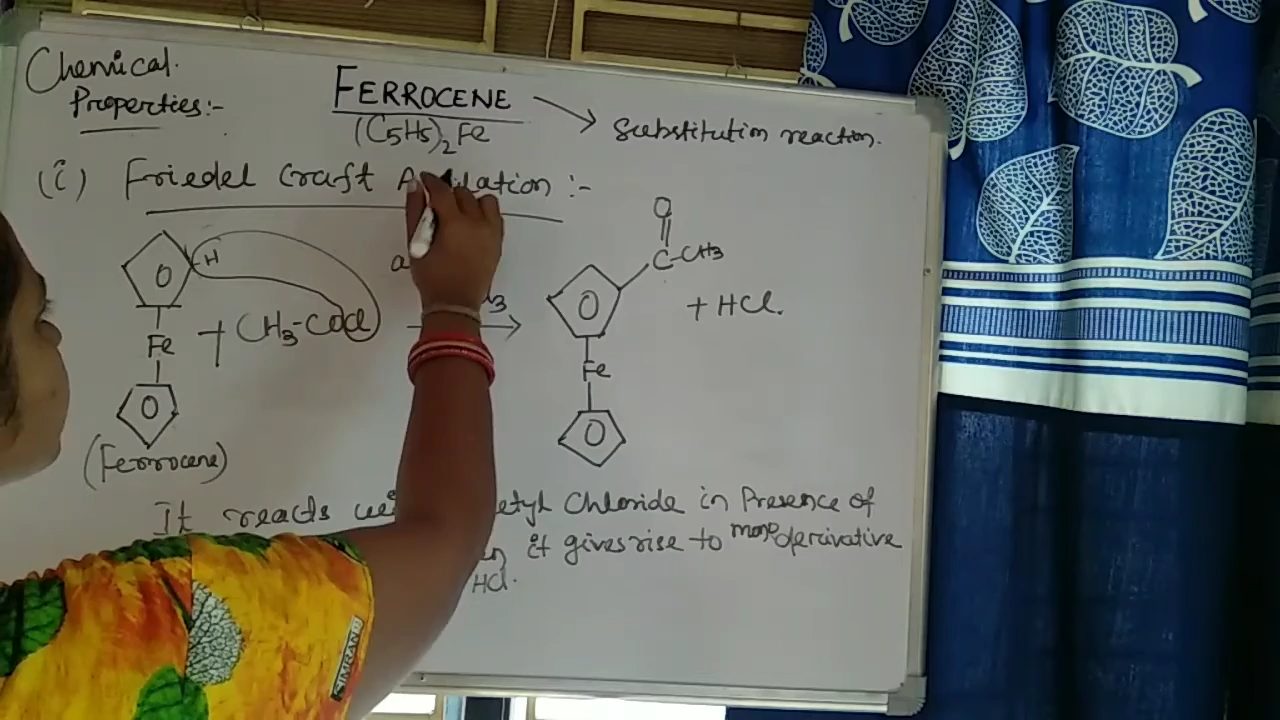 Chemical
Properties:-
FERROCENE
(C5H5)2Fe
Substitution reaction.
(i) Friedel Craft :-
H
Fe
+ CH3-COCl
(Ferrocene)
O
C-CH3
Fe
+ HCl.
It reacts Chloride in Presence of
it gives rise to mono derivative
HCl.
SIMRAN